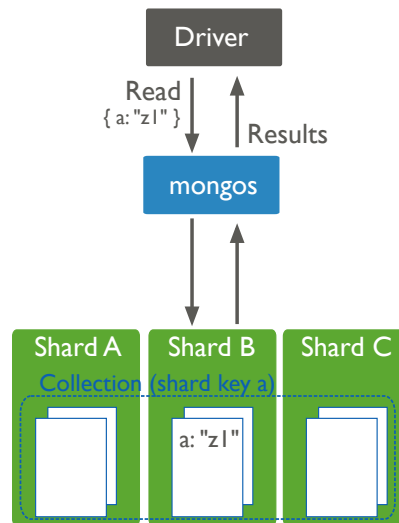 Driver
Read
{ a: "z1" }
Results
mongos
Shard A
Shard B
Shard C
Collection (shard key a)
a: "z1"